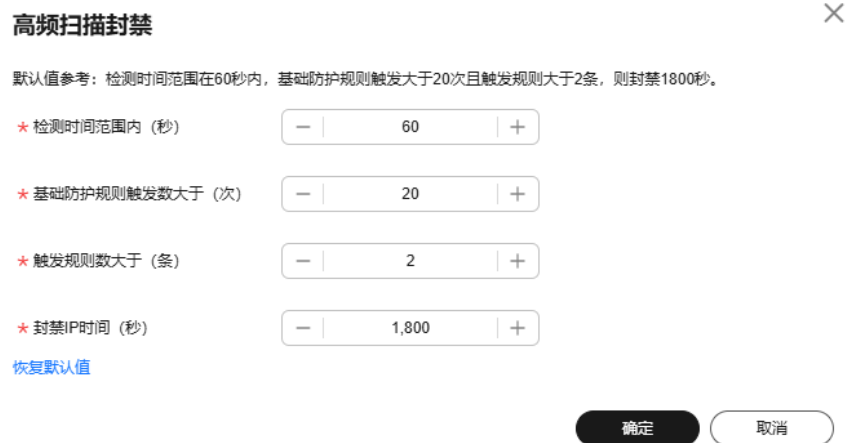 高频扫描封禁
默认值参考：检测时间范围在60秒内，基础防护规则触发大于20次且触发规则大于2条，则封禁1800秒。
* 检测时间范围内（秒） − 60 +
* 基础防护规则触发数大于（次） − 20 +
* 触发规则数大于（条） − 2 +
* 封禁IP时间（秒） − 1,800 +
恢复默认值
确定 取消